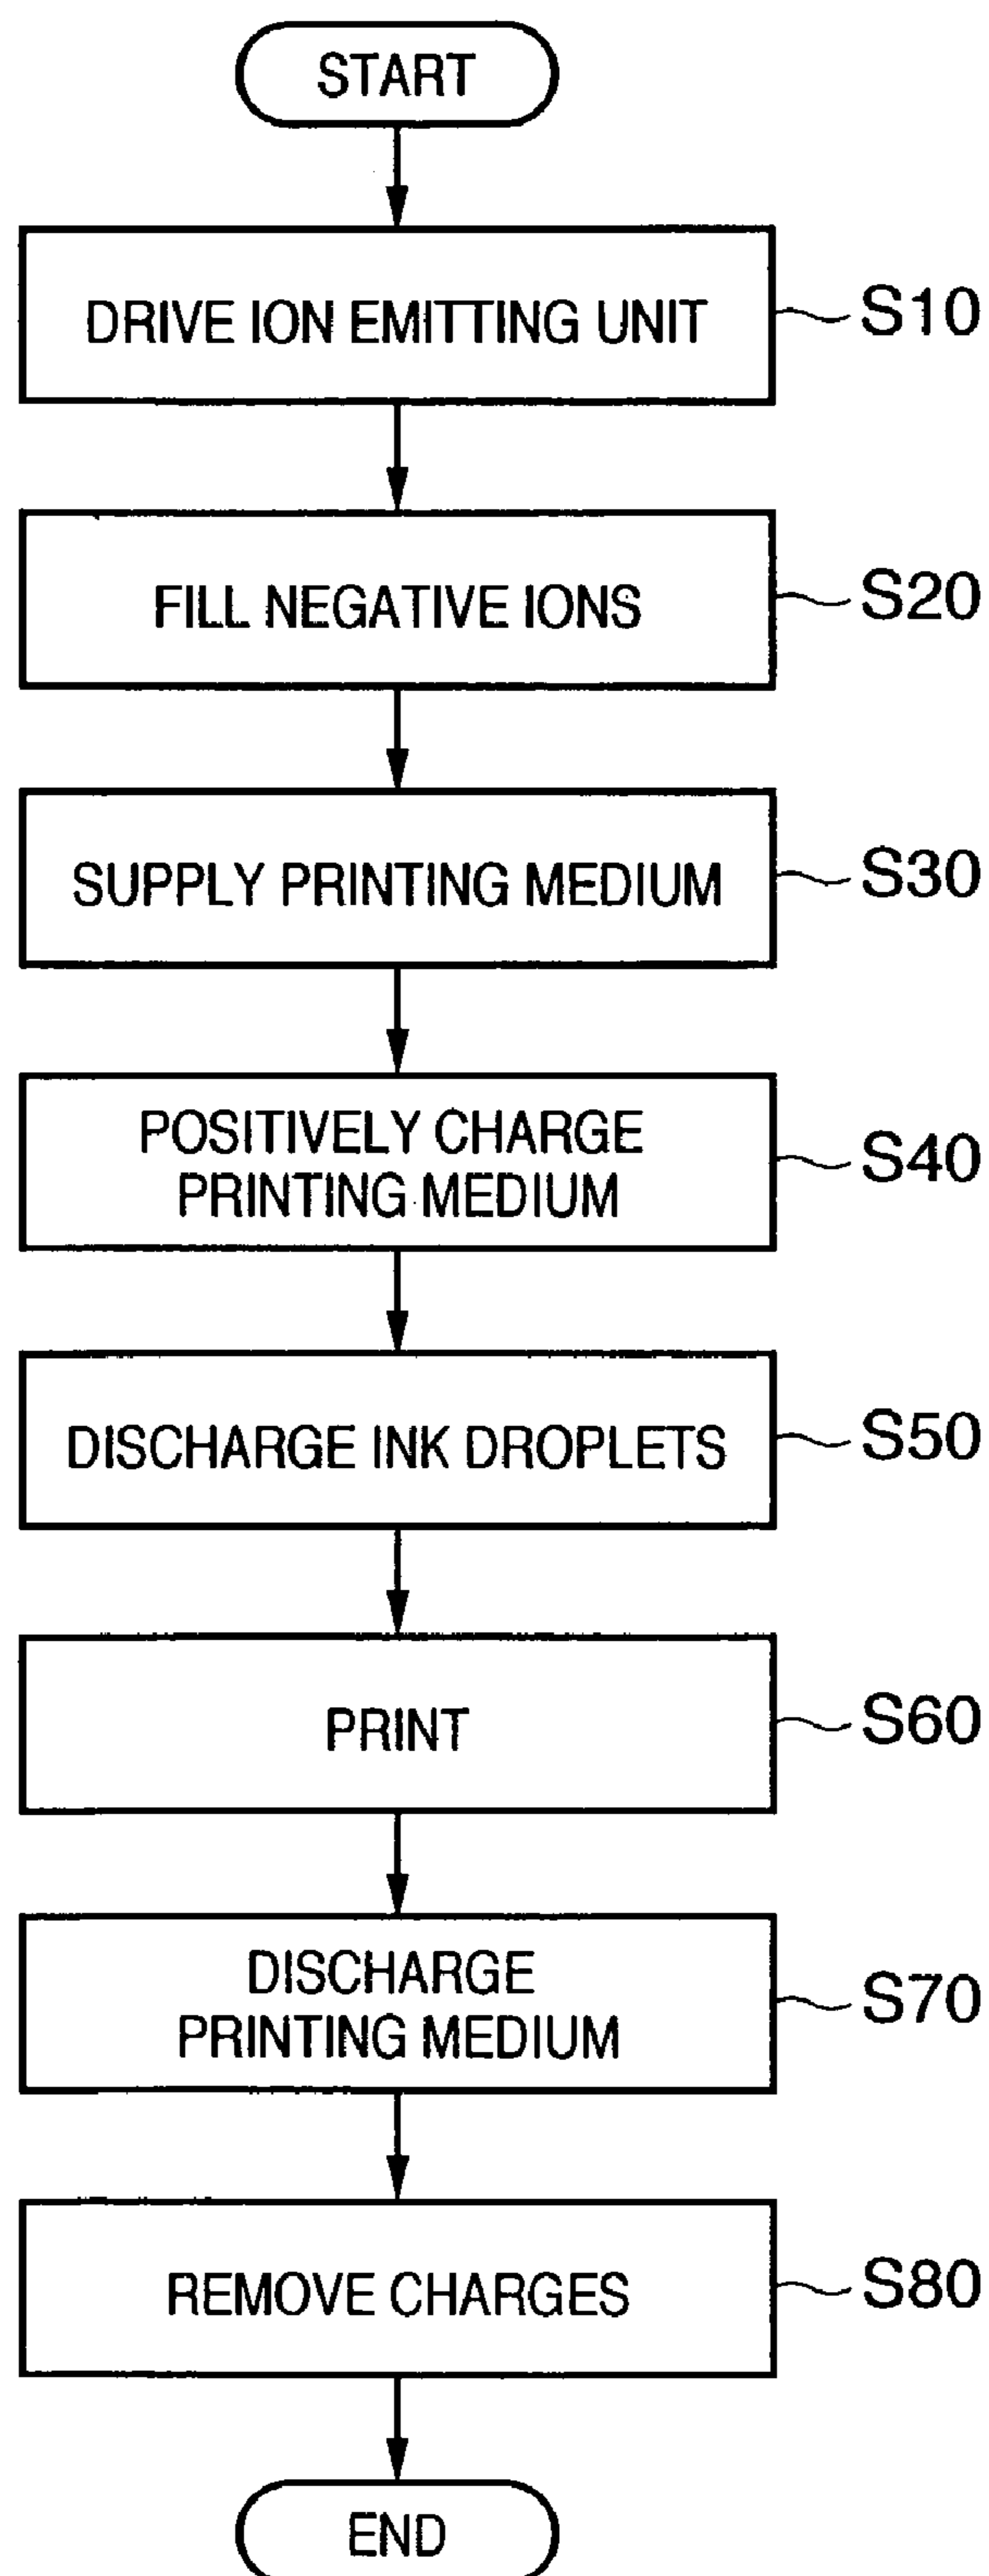 START
DRIVE ION EMITTING UNIT
S10
FILL NEGATIVE IONS
S20
SUPPLY PRINTING MEDIUM
S30
POSITIVELY CHARGE
PRINTING MEDIUM
S40
DISCHARGE INK DROPLETS
S50
PRINT
S60
DISCHARGE
PRINTING MEDIUM
S70
REMOVE CHARGES
S80
END